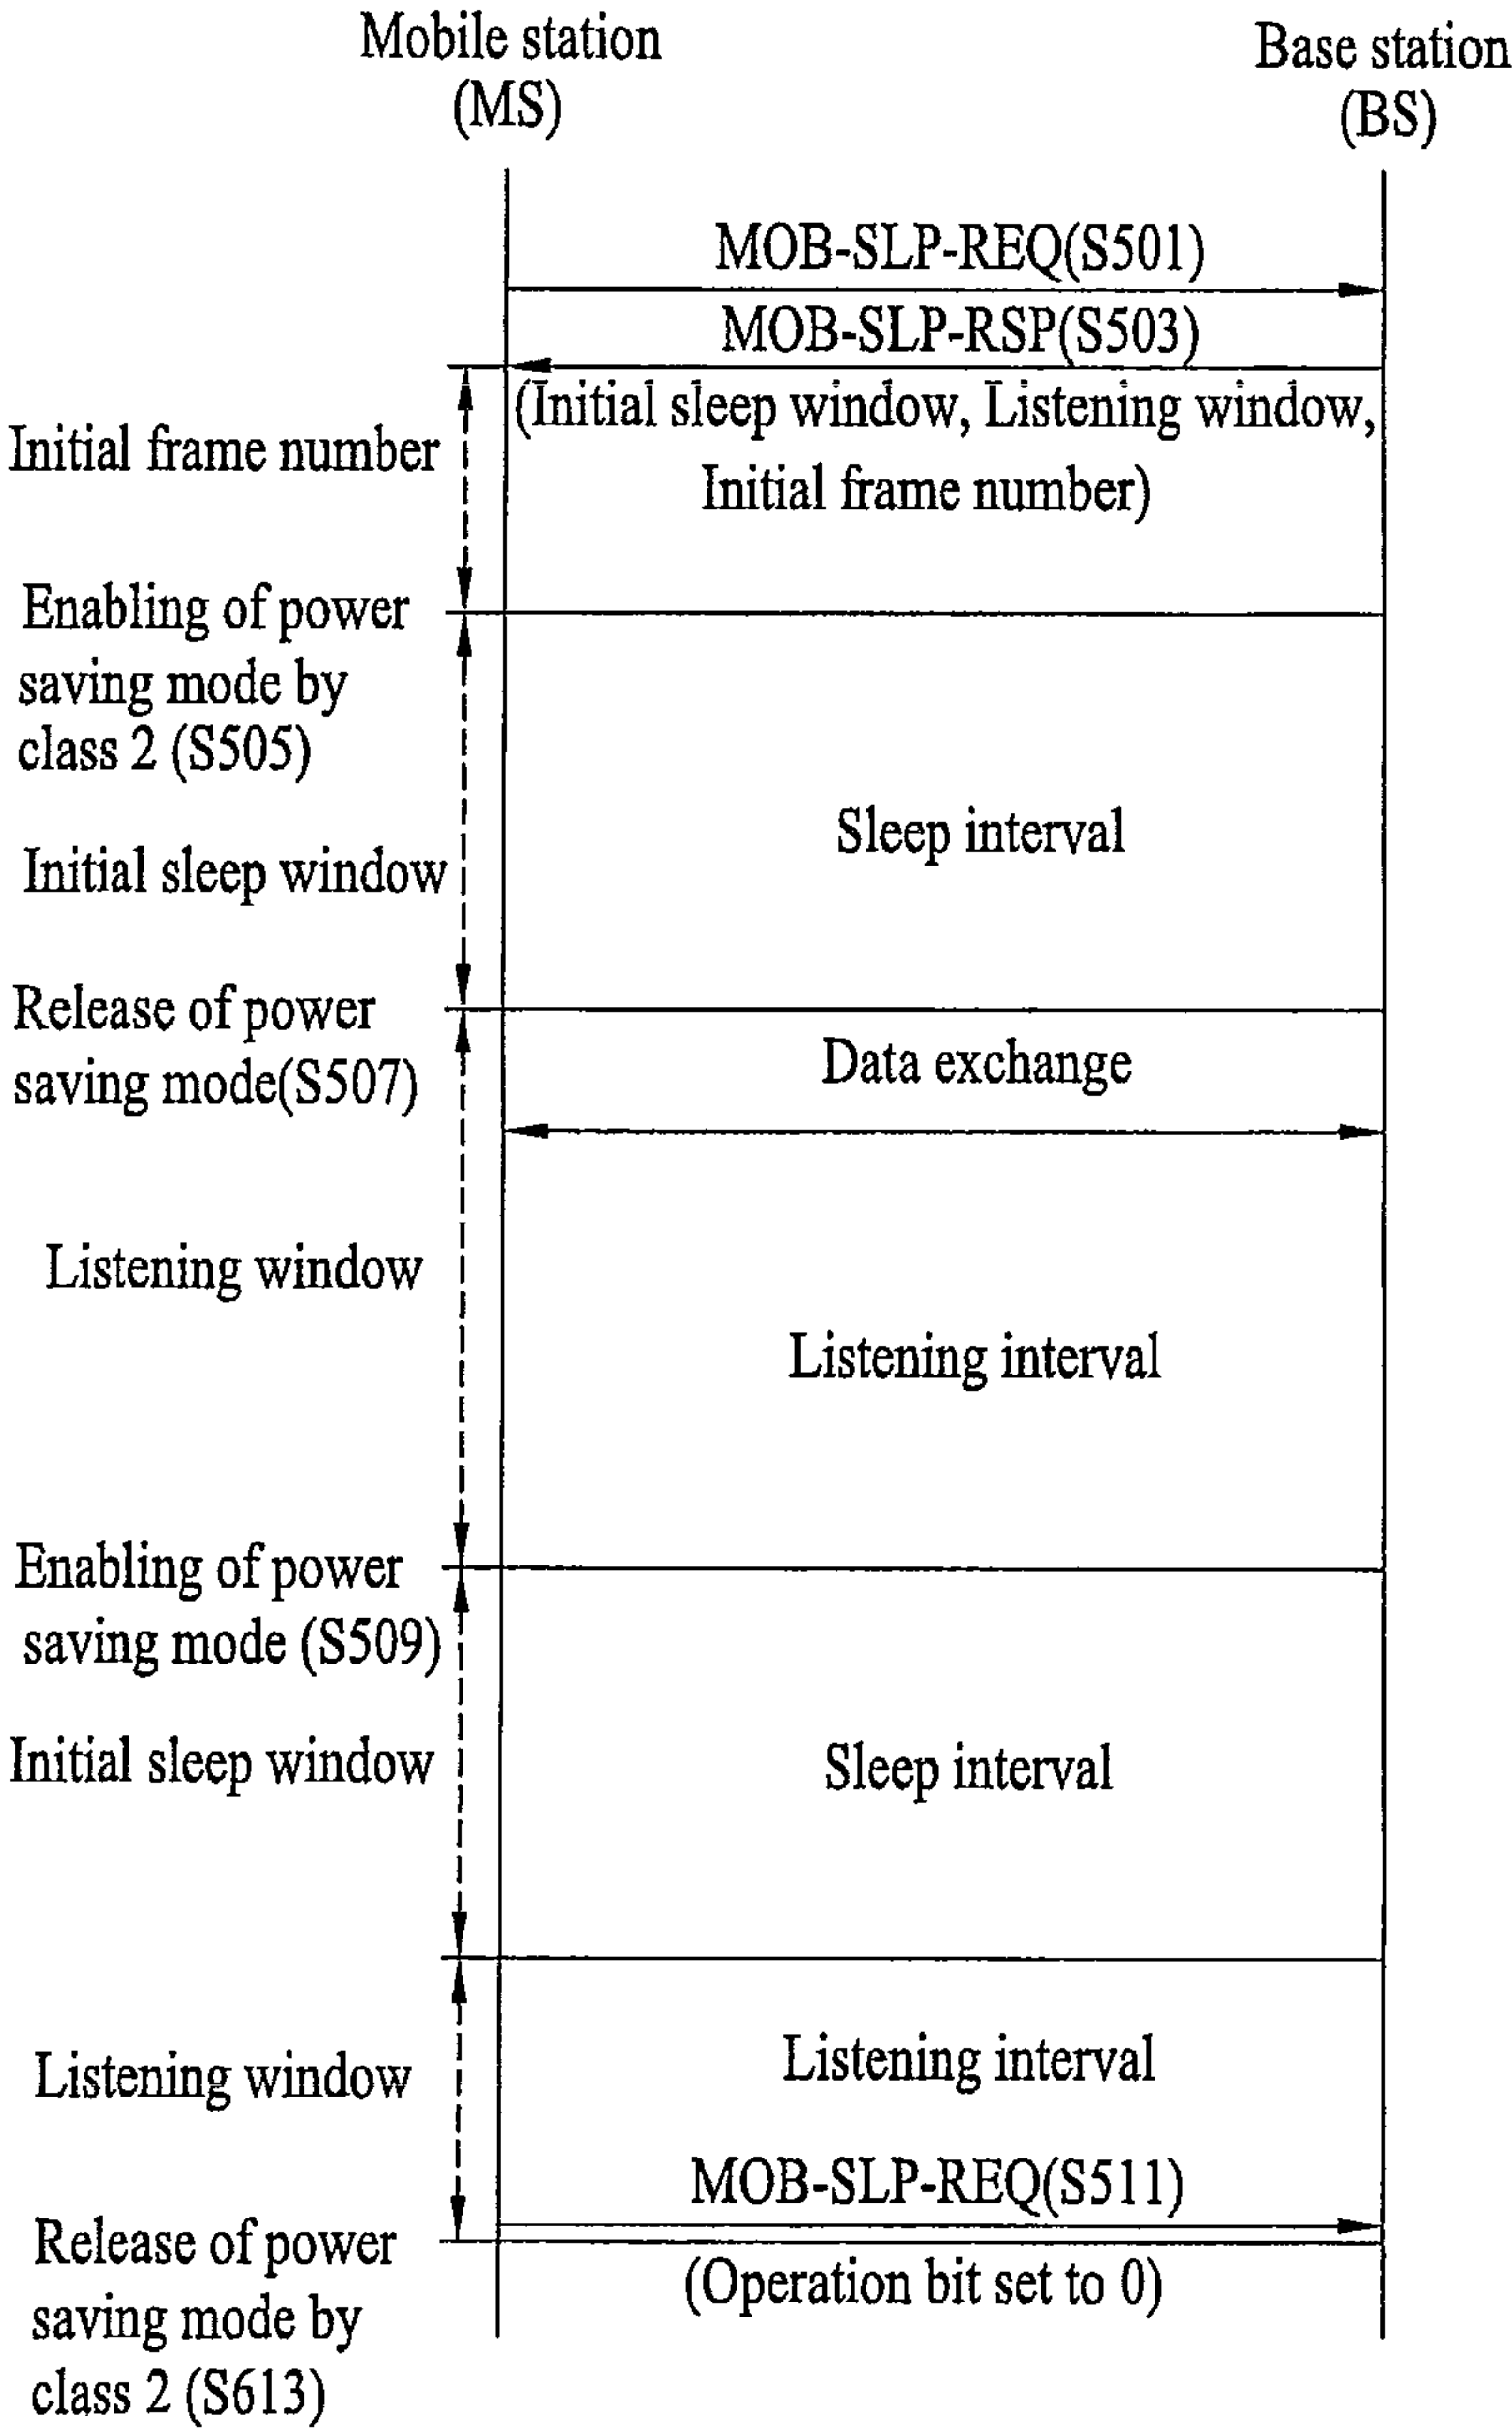 Mobile station
(MS)
Base station
(BS)
MOB-SLP-REQ(S501)
MOB-SLP-RSP(S503)
(Initial sleep window, Listening window,
Initial frame number)
Initial frame number
Enabling of power
saving mode by
class 2 (S505)
Sleep interval
Initial sleep window
Release of power
saving mode(S507)
Data exchange
Listening window
Listening interval
Enabling of power
saving mode (S509)
Initial sleep window
Sleep interval
Listening window
Listening interval
MOB-SLP-REQ(S511)
(Operation bit set to 0)
Release of power
saving mode by
class 2 (S613)